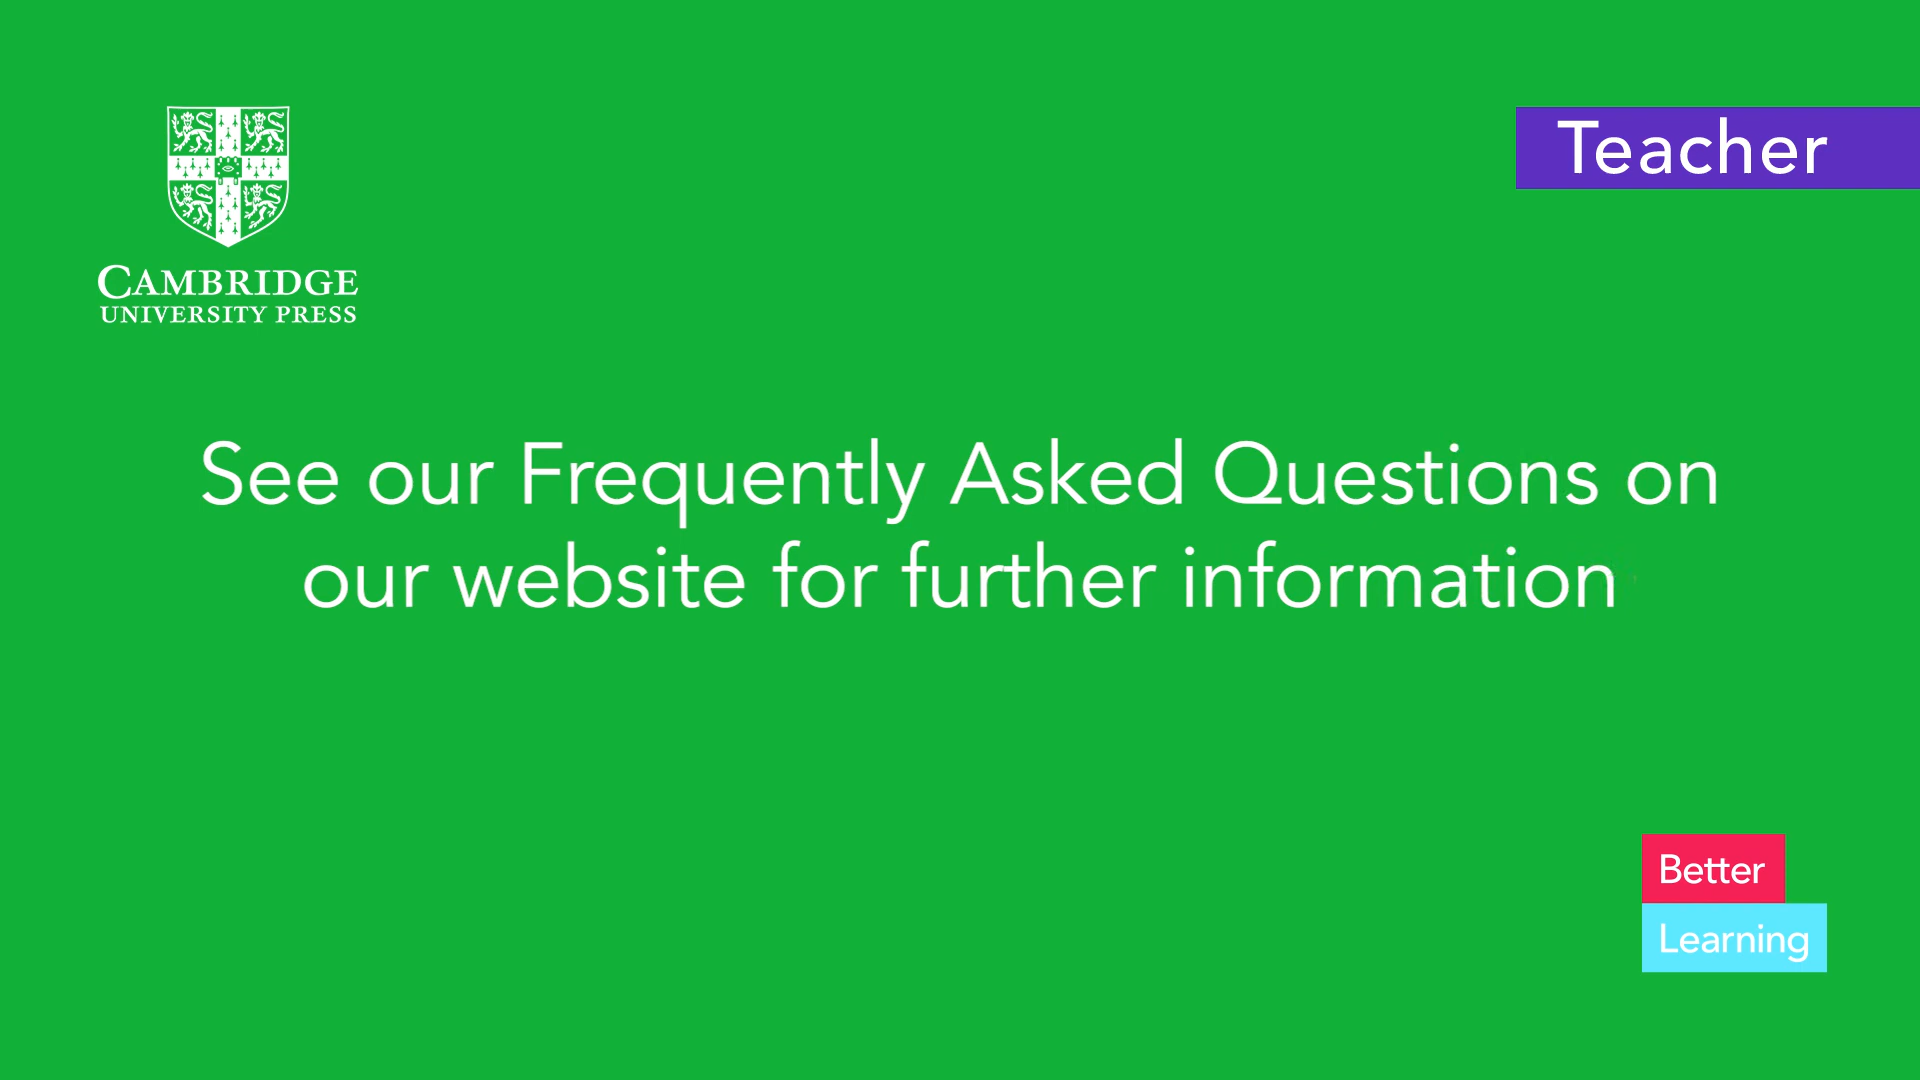 CAMBRIDGE
UNIVERSITY PRESS
Teacher
See our Frequently Asked Questions on
our website for further information
Better
Learning